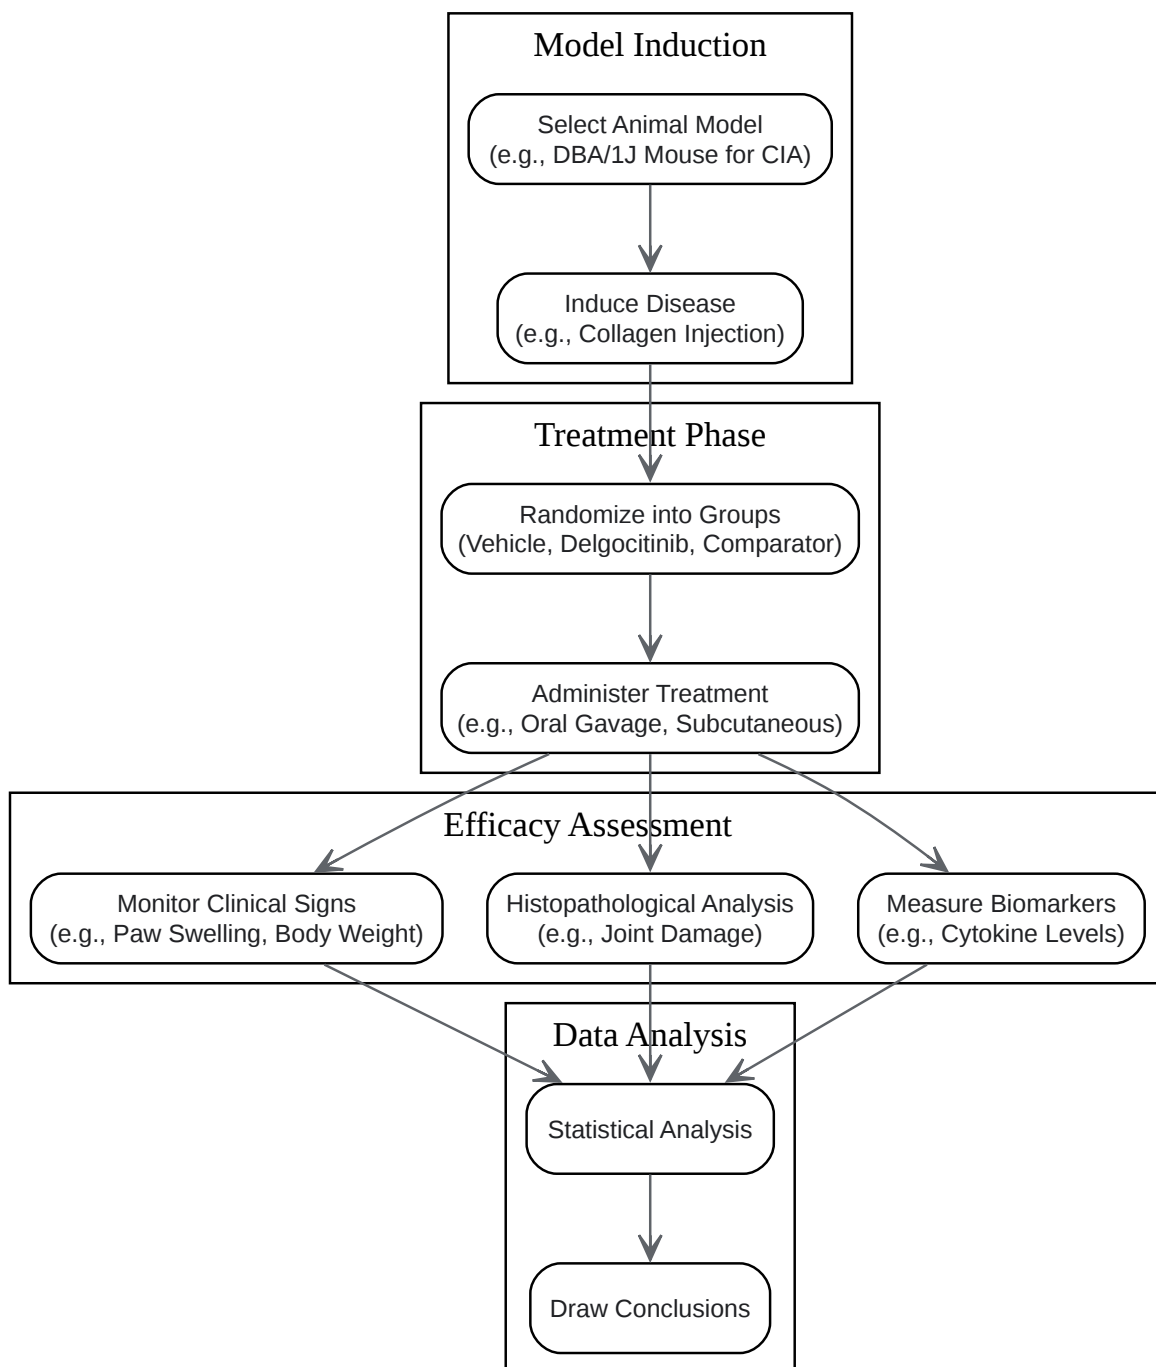 Model Induction
Select Animal Model
(e.g., DBA/1J Mouse for CIA)
Induce Disease
(e.g., Collagen Injection)
Treatment Phase
Randomize into Groups
(Vehicle, Delgocitinib, Comparator)
Administer Treatment
(e.g., Oral Gavage, Subcutaneous)
Efficacy Assessment
Monitor Clinical Signs
(e.g., Paw Swelling, Body Weight)
Histopathological Analysis
(e.g., Joint Damage)
Measure Biomarkers
(e.g., Cytokine Levels)
Data Analysis
Statistical Analysis
Draw Conclusions